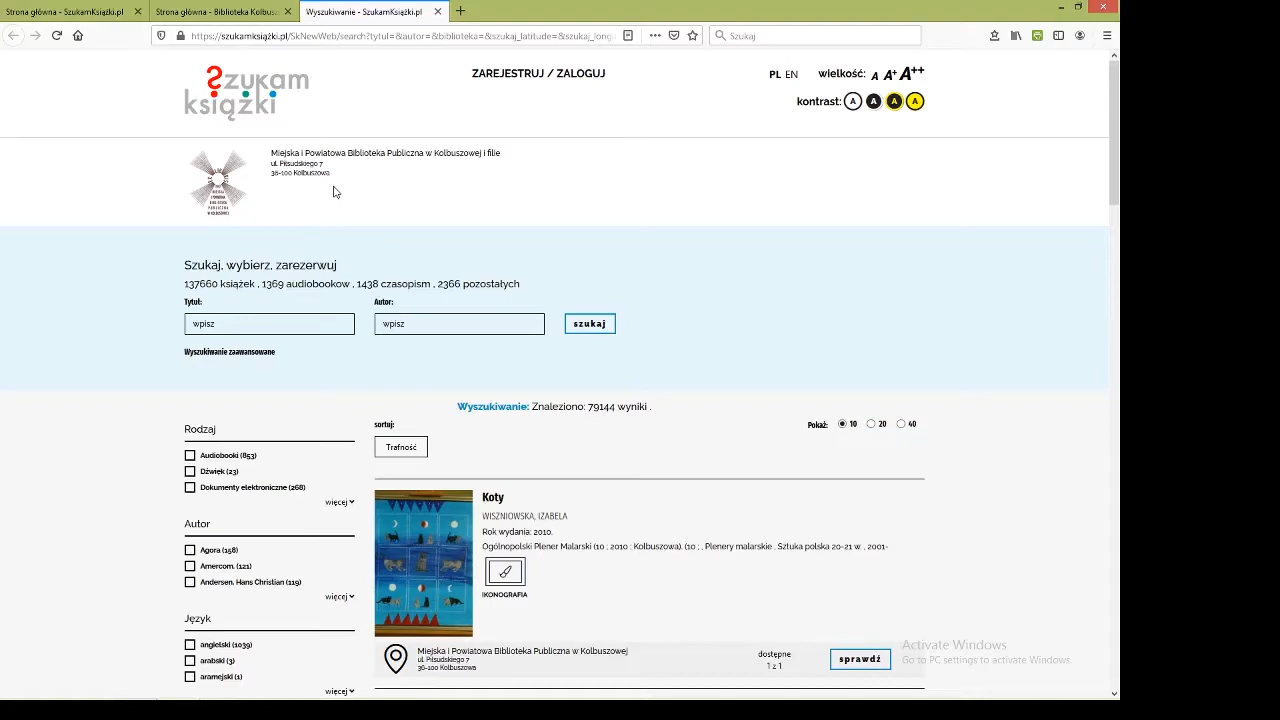 Strona główna - SzukamKsiążki.pl
Strona główna - Biblioteka Kolbus
Wyszukiwanie - SzukamKsiążki.pl
https://szukamksiążki.pl/SkNewWeb/search?tytul=&autor=&biblioteka=&szukaj_latitude=&szukaj_long
Szukaj
Szukam
książki
ZAREJESTRUJ / ZALOGUJ
PL EN
wielkość: A A+ A++
kontrast: A A A A
Miejska i Powiatowa Biblioteka Publiczna w Kolbuszowej i filie
ul. Piłsudskiego 7
36-100 Kolbuszowa
Szukaj, wybierz, zarezerwuj
137660 książek , 1369 audiobookow , 1438 czasopism , 2366 pozostałych
Tytuł:
Autor:
wpisz
wpisz
szukaj
Wyszukiwanie zaawansowane
Wyszukiwanie: Znaleziono: 79144 wyniki .
Rodzaj
Audiobooki (853)
Dźwięk (23)
Dokumenty elektroniczne (268)
więcej
Autor
Agora (158)
Amercom. (121)
Andersen, Hans Christian (119)
więcej
Język
angielski (1039)
arabski (3)
aramejski (1)
więcej
sortuj:
Trafność
Pokaż: 10 20 40
Koty
WISZNIOWSKA, IZABELA
Rok wydania: 2010.
Ogólnopolski Plener Malarski (10 ; 2010 ; Kolbuszowa). (10 ; , Plenery malarskie , Sztuka polska 20-21 w. , 2001-
IKONOGRAFIA
Miejska i Powiatowa Biblioteka Publiczna w Kolbuszowej
ul. Piłsudskiego 7
36-100 Kolbuszowa
dostępne
1 z 1
sprawdź
Activate Windows
Go to PC settings to activate Windows.